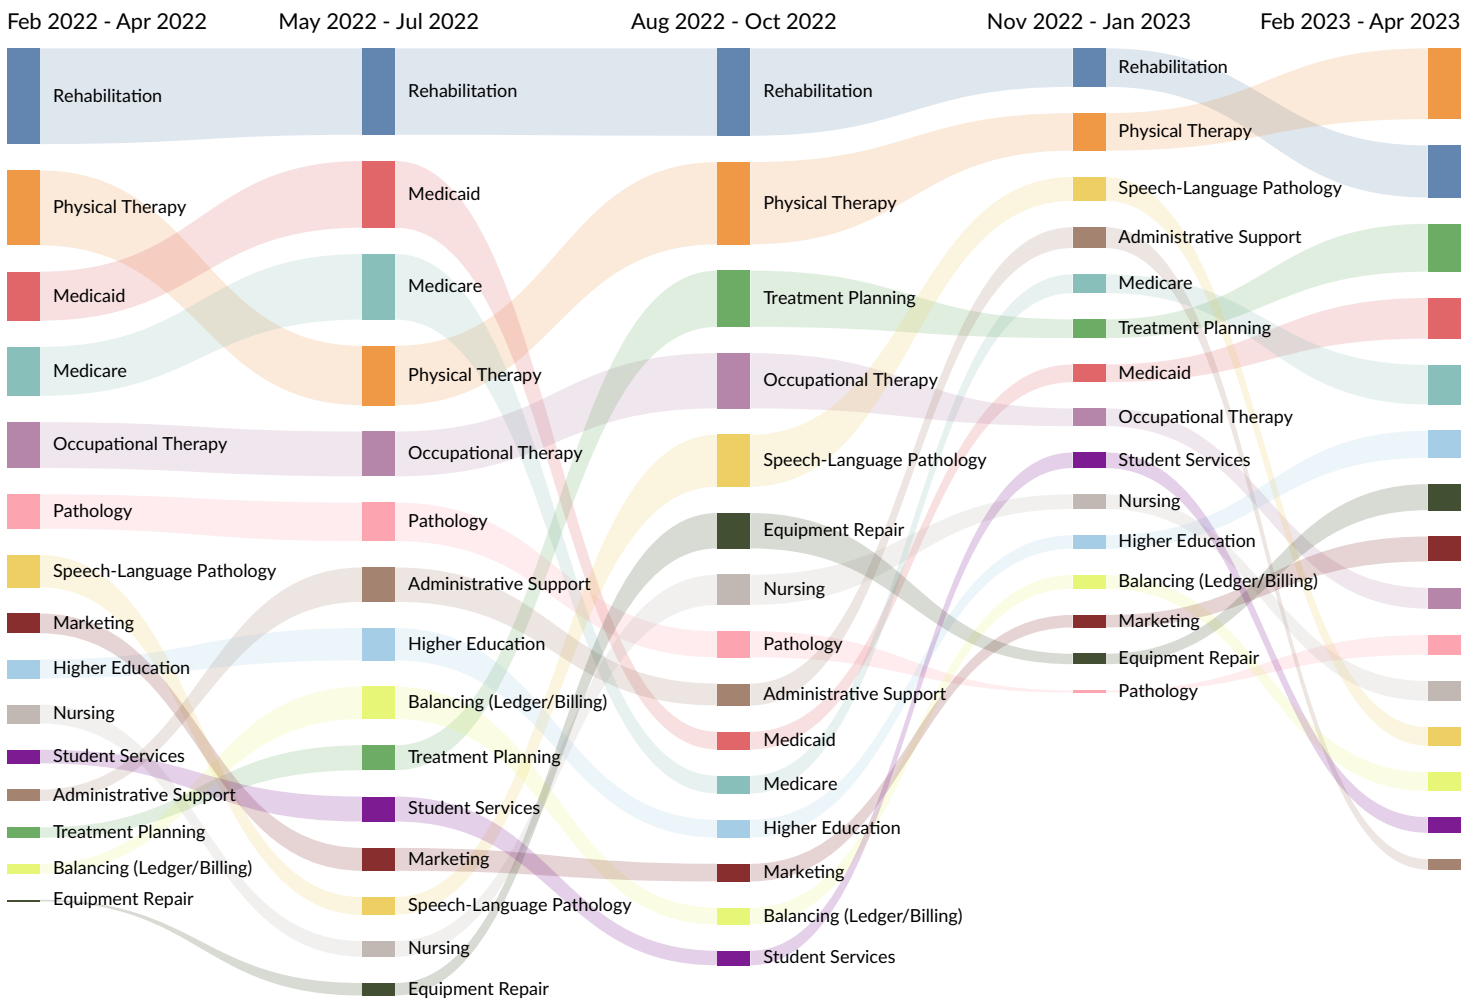 Feb 2022 - Apr 2022
May 2022 - Jul 2022
Aug 2022 - Oct 2022
Nov 2022 - Jan 2023
Feb 2023 - Apr 2023
Rehabilitation
Physical Therapy
Medicaid
Medicare
Occupational Therapy
Pathology
Speech-Language Pathology
Marketing
Higher Education
Nursing
Student Services
Administrative Support
Treatment Planning
Balancing (Ledger/Billing)
Equipment Repair
Rehabilitation
Medicaid
Medicare
Physical Therapy
Occupational Therapy
Pathology
Administrative Support
Higher Education
Balancing (Ledger/Billing)
Treatment Planning
Student Services
Marketing
Speech-Language Pathology
Nursing
Equipment Repair
Rehabilitation
Physical Therapy
Treatment Planning
Occupational Therapy
Speech-Language Pathology
Equipment Repair
Nursing
Pathology
Administrative Support
Medicaid
Medicare
Higher Education
Marketing
Balancing (Ledger/Billing)
Student Services
Rehabilitation
Physical Therapy
Speech-Language Pathology
Administrative Support
Medicare
Treatment Planning
Medicaid
Occupational Therapy
Student Services
Nursing
Higher Education
Balancing (Ledger/Billing)
Marketing
Equipment Repair
Pathology